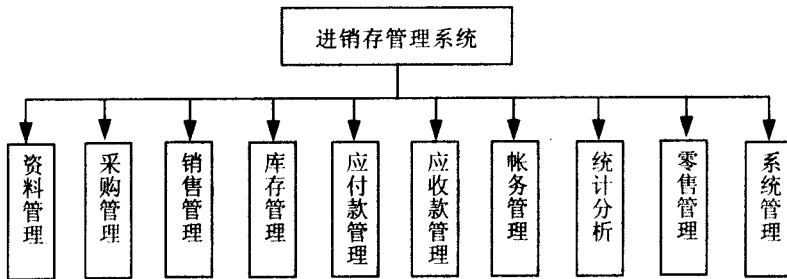 进销存管理系统
资料管理
采购管理
销售管理
库存管理
应付款管理
应收款管理
帐务管理
统计分析
零售管理
系统管理